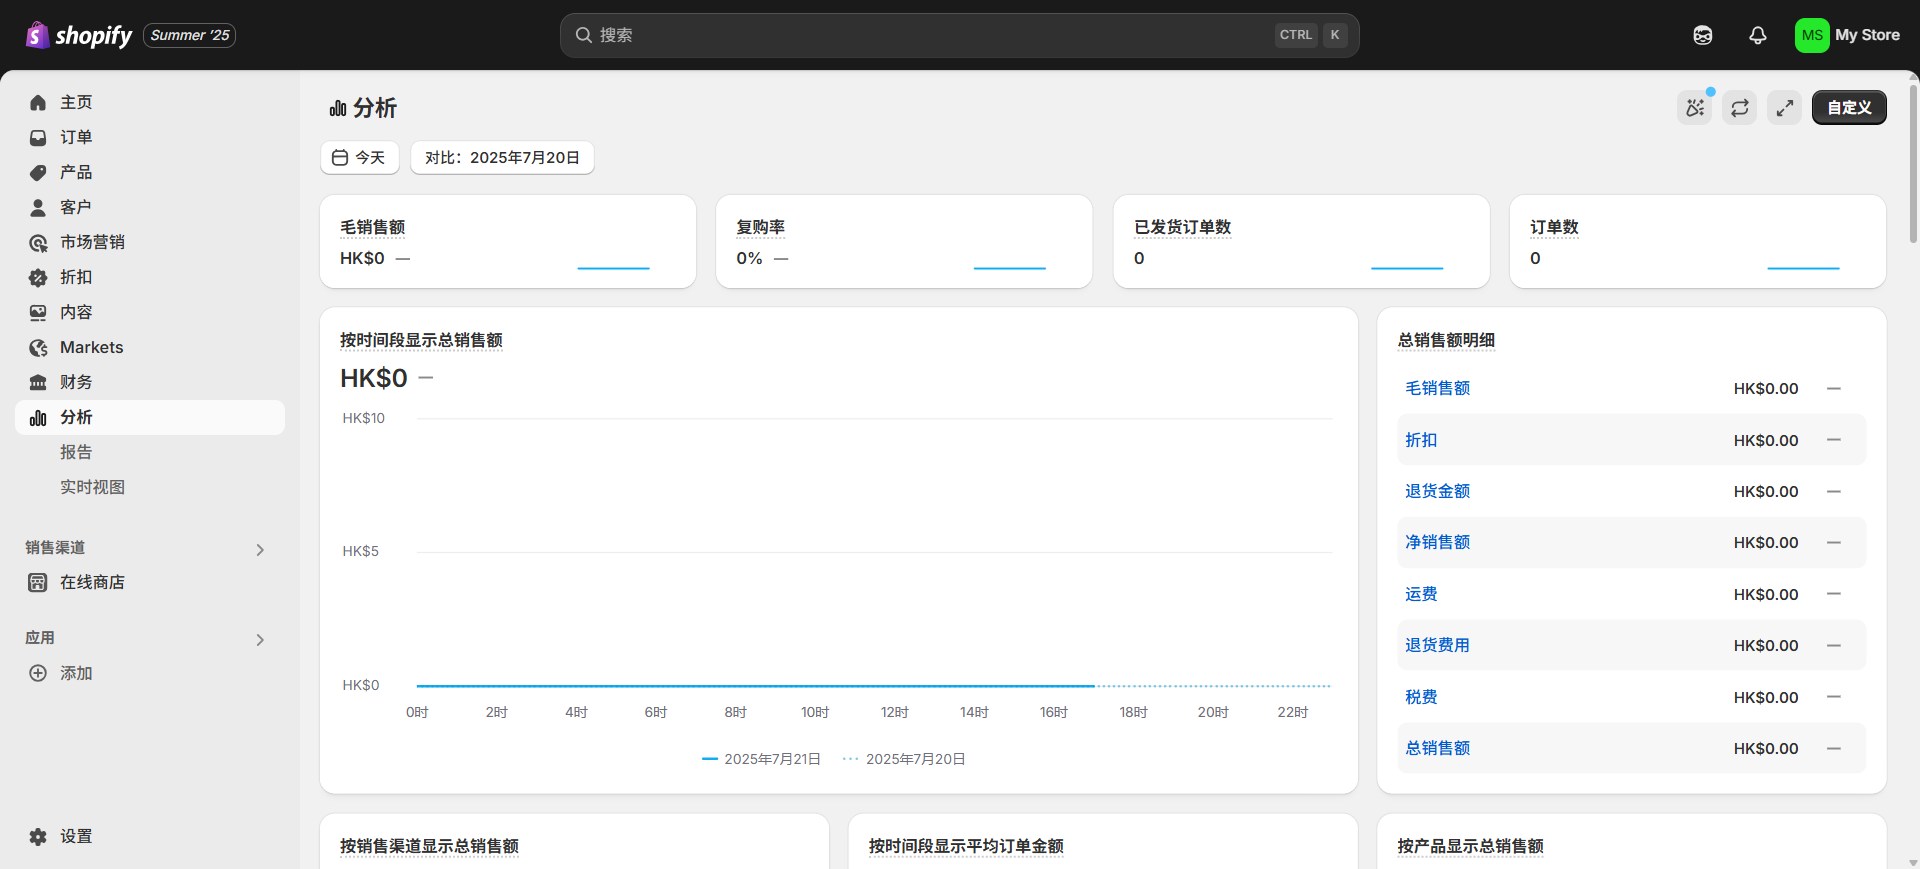 shopify
Summer '25
搜索
CTRL K
MS
My Store
主页
订单
产品
客户
市场营销
折扣
内容
Markets
财务
分析
报告
实时视图
销售渠道
在线商店
应用
添加
设置
分析
自定义
今天
对比：2025年7月20日
毛销售额
HK$0 —
复购率
0% —
已发货订单数
0
订单数
0
按时间段显示总销售额
HK$0 —
HK$10
HK$5
HK$0
0时 2时 4时 6时 8时 10时 12时 14时 16时 18时 20时 22时
2025年7月21日 2025年7月20日
总销售额明细
毛销售额 HK$0.00 —
折扣 HK$0.00 —
退货金额 HK$0.00 —
净销售额 HK$0.00 —
运费 HK$0.00 —
退货费用 HK$0.00 —
税费 HK$0.00 —
总销售额 HK$0.00 —
按销售渠道显示总销售额
按时间段显示平均订单金额
按产品显示总销售额